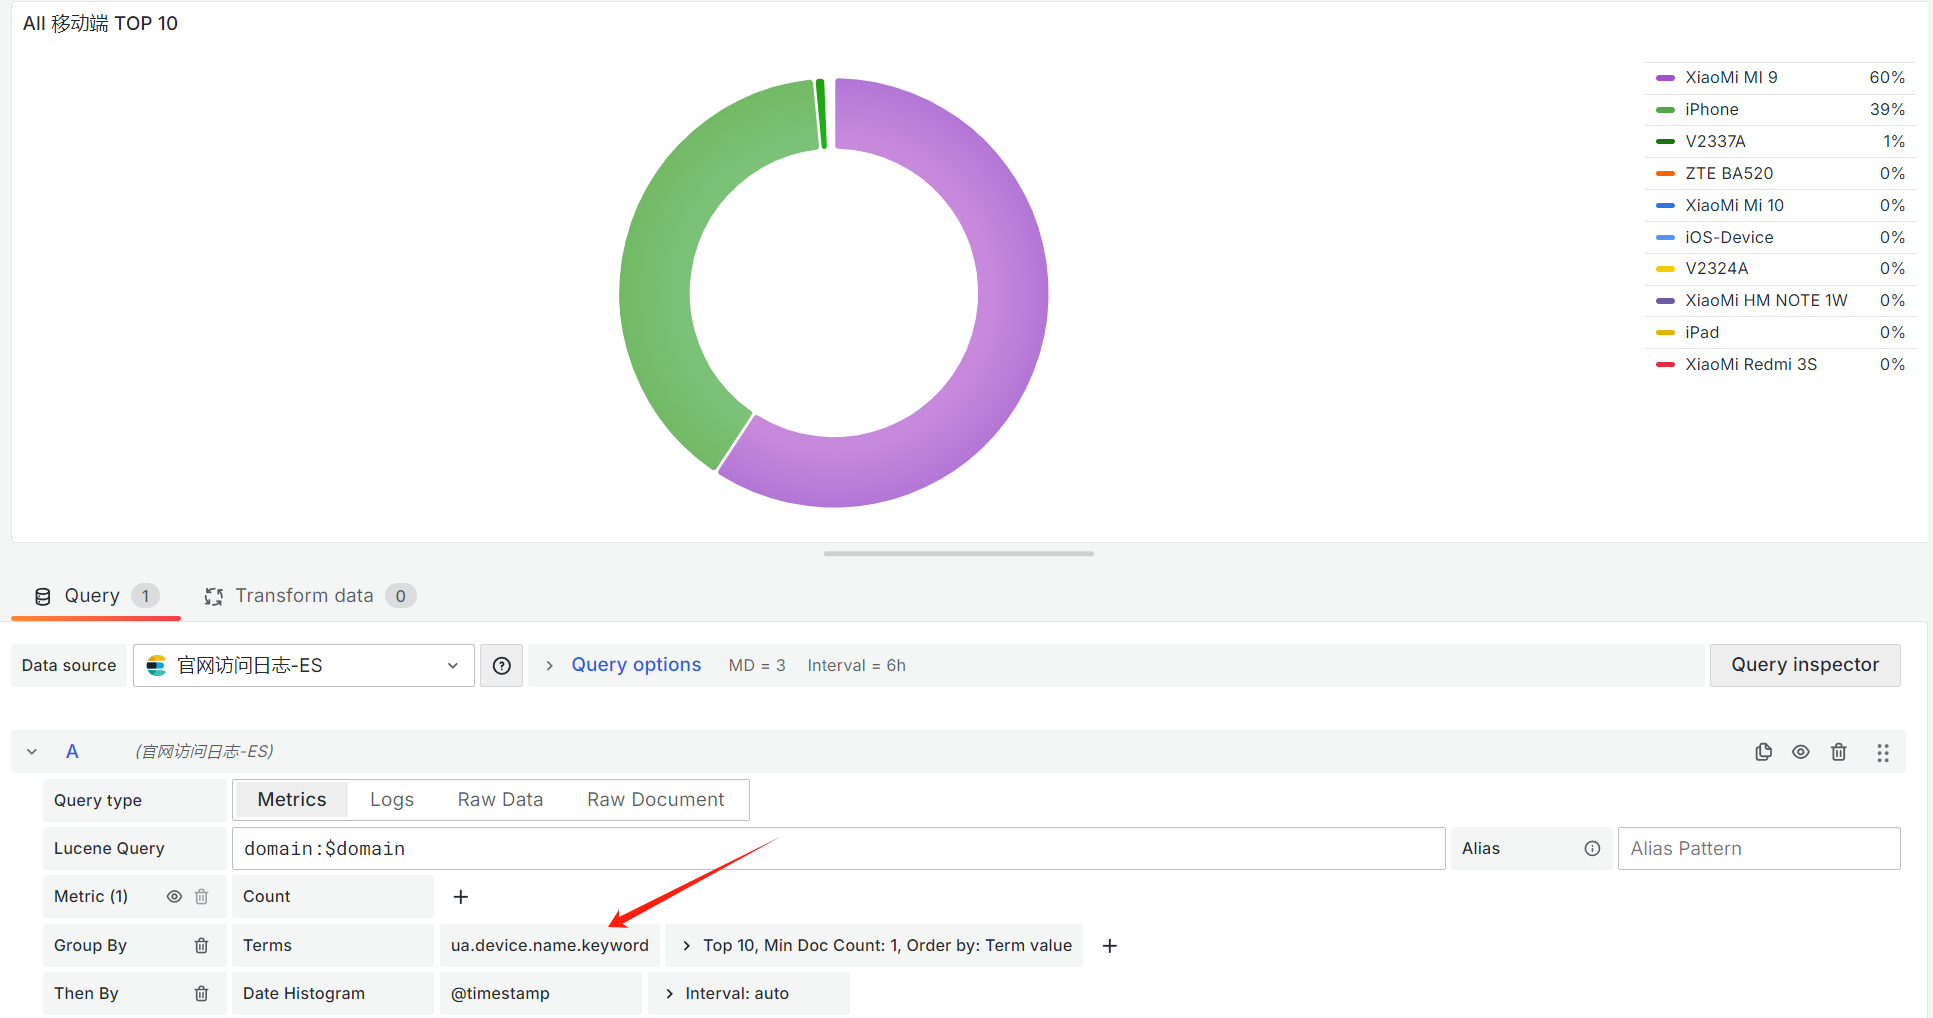 All 移动端 TOP 10
XiaoMi MI 9 60%
iPhone 39%
V2337A 1%
ZTE BA520 0%
XiaoMi Mi 10 0%
iOS-Device 0%
V2324A 0%
XiaoMi HM NOTE 1W 0%
iPad 0%
XiaoMi Redmi 3S 0%
Query 1 Transform data 0
Data source 官网访问日志-ES Query options MD = 3 Interval = 6h Query inspector
A (官网访问日志-ES)
Query type Metrics Logs Raw Data Raw Document
Lucene Query domain:$domain Alias Alias Pattern
Metric (1) Count +
Group By Terms ua.device.name.keyword > Top 10, Min Doc Count: 1, Order by: Term value +
Then By Date Histogram @timestamp > Interval: auto